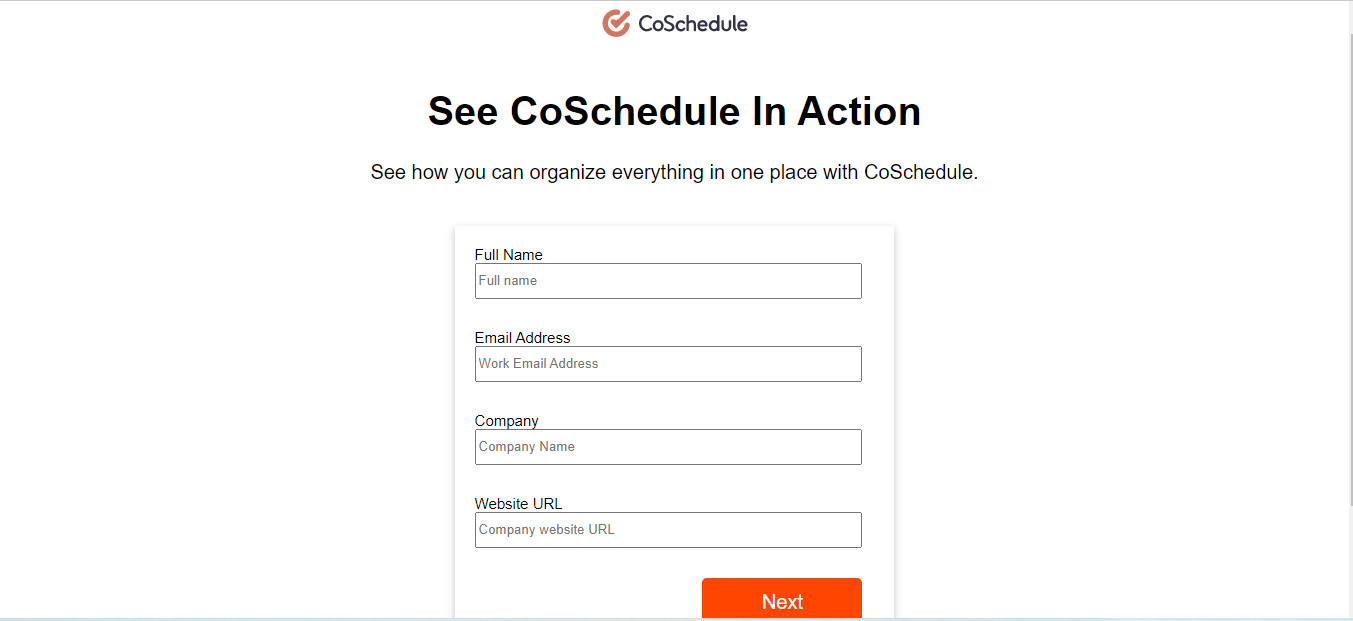 CoSchedule
See CoSchedule In Action
See how you can organize everything in one place with CoSchedule.
Full Name
Full name
Email Address
Work Email Address
Company
Company Name
Website URL
Company website URL
Next